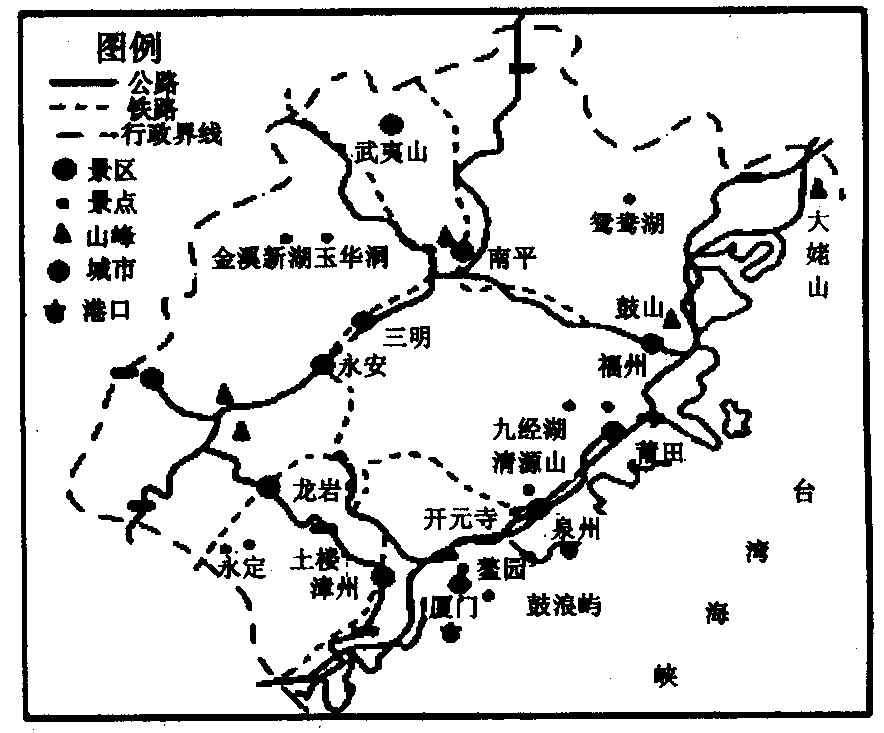 图例
公路
铁路
行政界线
景区
景点
山峰
城市
港口
武夷山
鸳鸯湖
大姥山
金溪新湖
玉华洞
南平
鼓山
三明
福州
永安
九经湖
清源山
莆田
龙岩
开元寺
泉州
台湾海峡
永定
土楼
漳州
鳌园
厦门
鼓浪屿